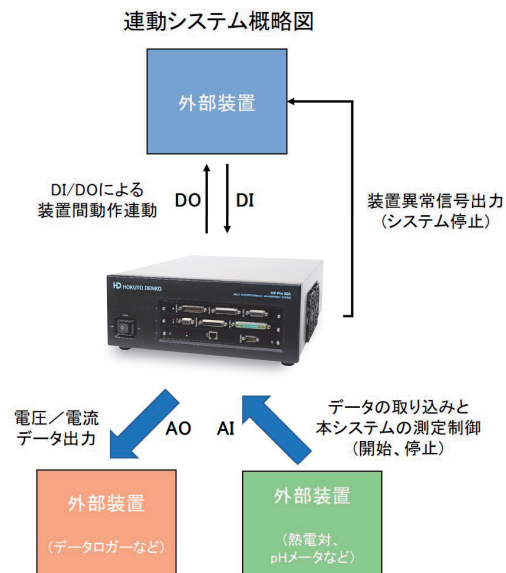 連動システム概略図
外部装置
DI/DOによる
装置間動作連動
DO
DI
装置異常信号出力
(システム停止)
HD HOKUTO DENKO
電圧／電流
データ出力
AO
AI
データの取り込みと
本システムの測定制御
(開始、停止)
外部装置
(データロガーなど)
外部装置
(熱電対、
pHメータなど)